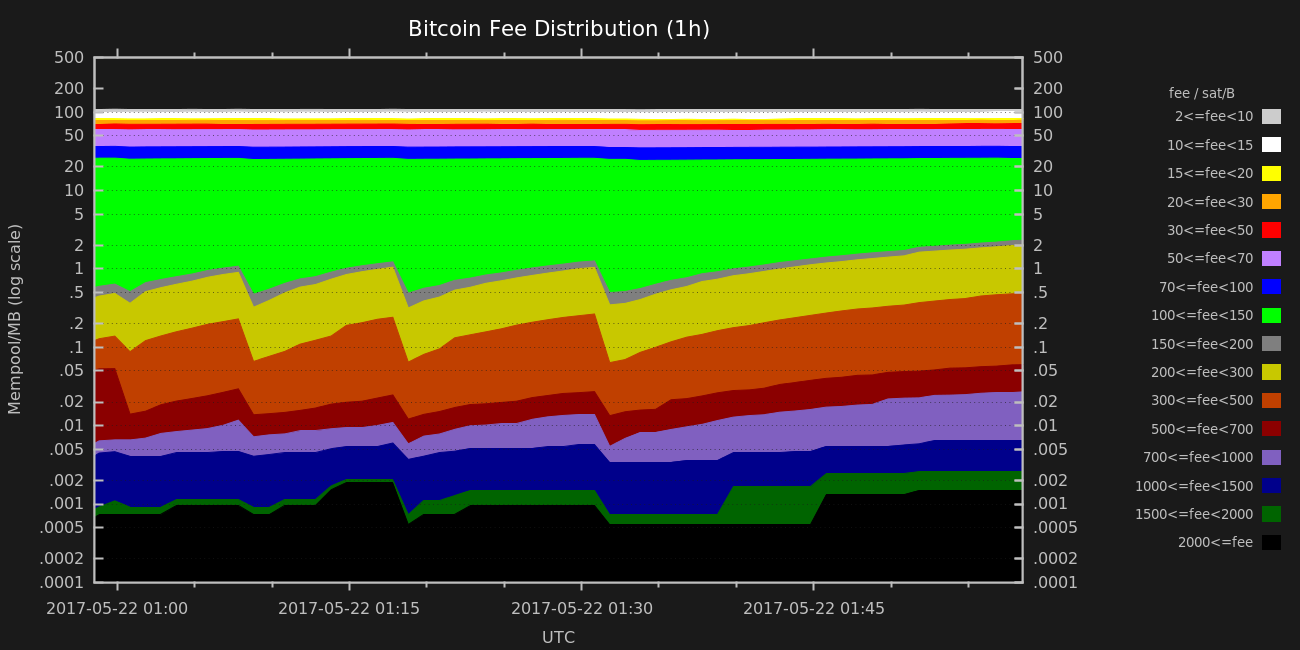 Bitcoin Fee Distribution (1h)
Mempool/MB (log scale)
500
200
100
50
20
10
5
2
1
.5
.2
.1
.05
.02
.01
.005
.002
.001
.0005
.0002
.0001
500
200
100
50
20
10
5
2
1
.5
.2
.1
.05
.02
.01
.005
.002
.001
.0005
.0002
.0001
2017-05-22 01:00 2017-05-22 01:15 2017-05-22 01:30 2017-05-22 01:45
UTC
fee / sat/B
2<=fee<10
10<=fee<15
15<=fee<20
20<=fee<30
30<=fee<50
50<=fee<70
70<=fee<100
100<=fee<150
150<=fee<200
200<=fee<300
300<=fee<500
500<=fee<700
700<=fee<1000
1000<=fee<1500
1500<=fee<2000
2000<=fee